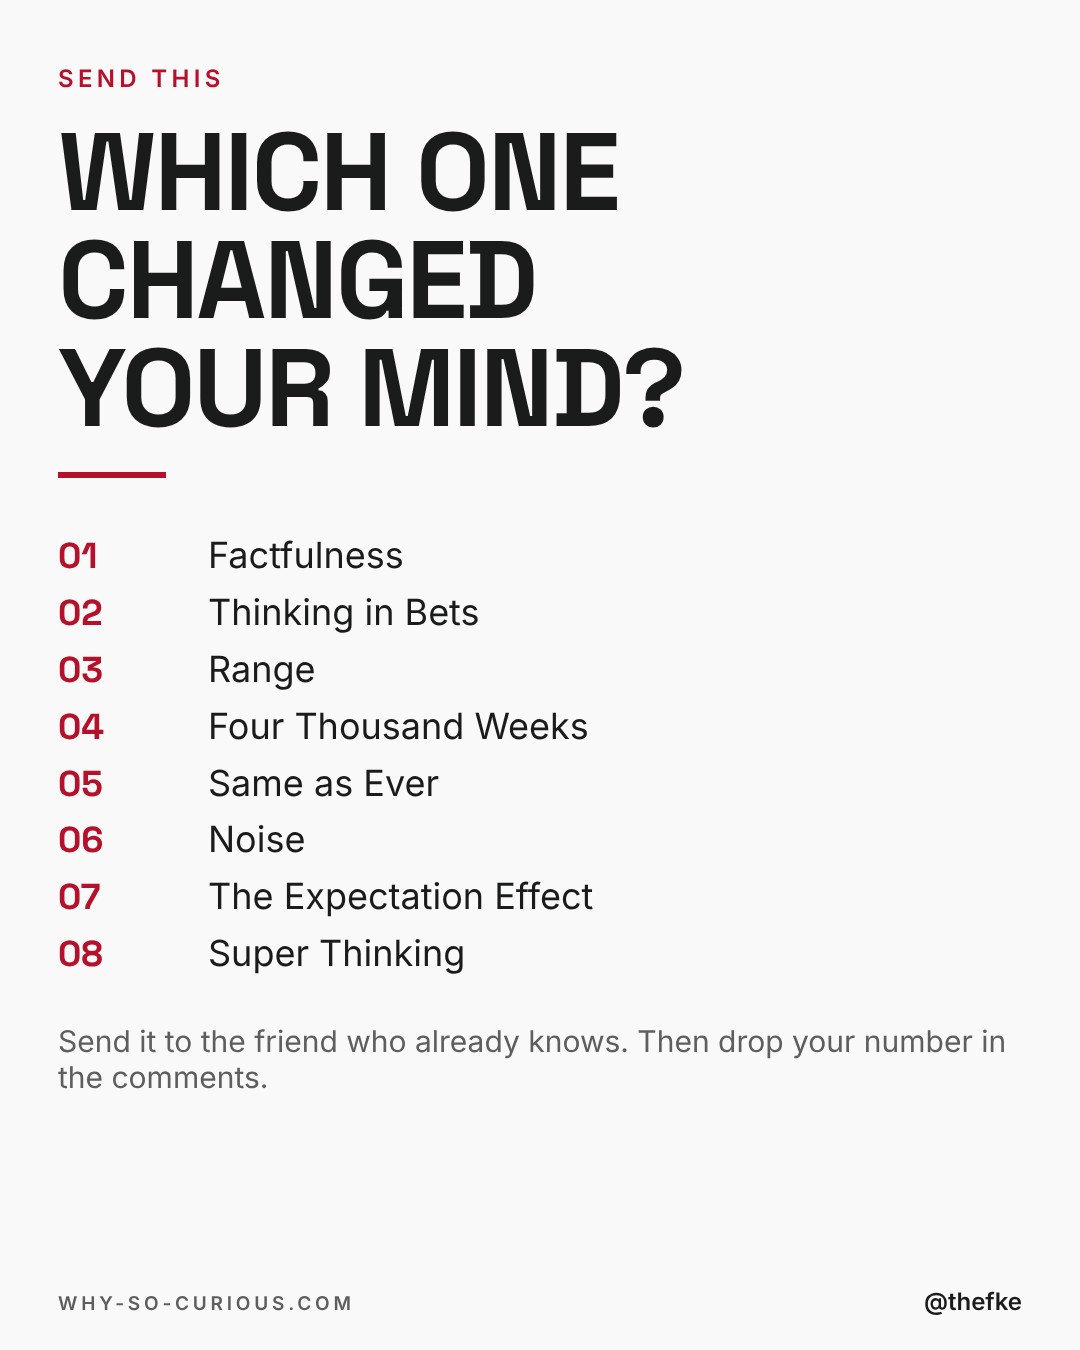 SEND THIS
WHICH ONE
CHANGED
YOUR MIND?
01 Factfulness
02 Thinking in Bets
03 Range
04 Four Thousand Weeks
05 Same as Ever
06 Noise
07 The Expectation Effect
08 Super Thinking
Send it to the friend who already knows. Then drop your number in
the comments.
WHY-SO-CURIOUS.COM
@thefke